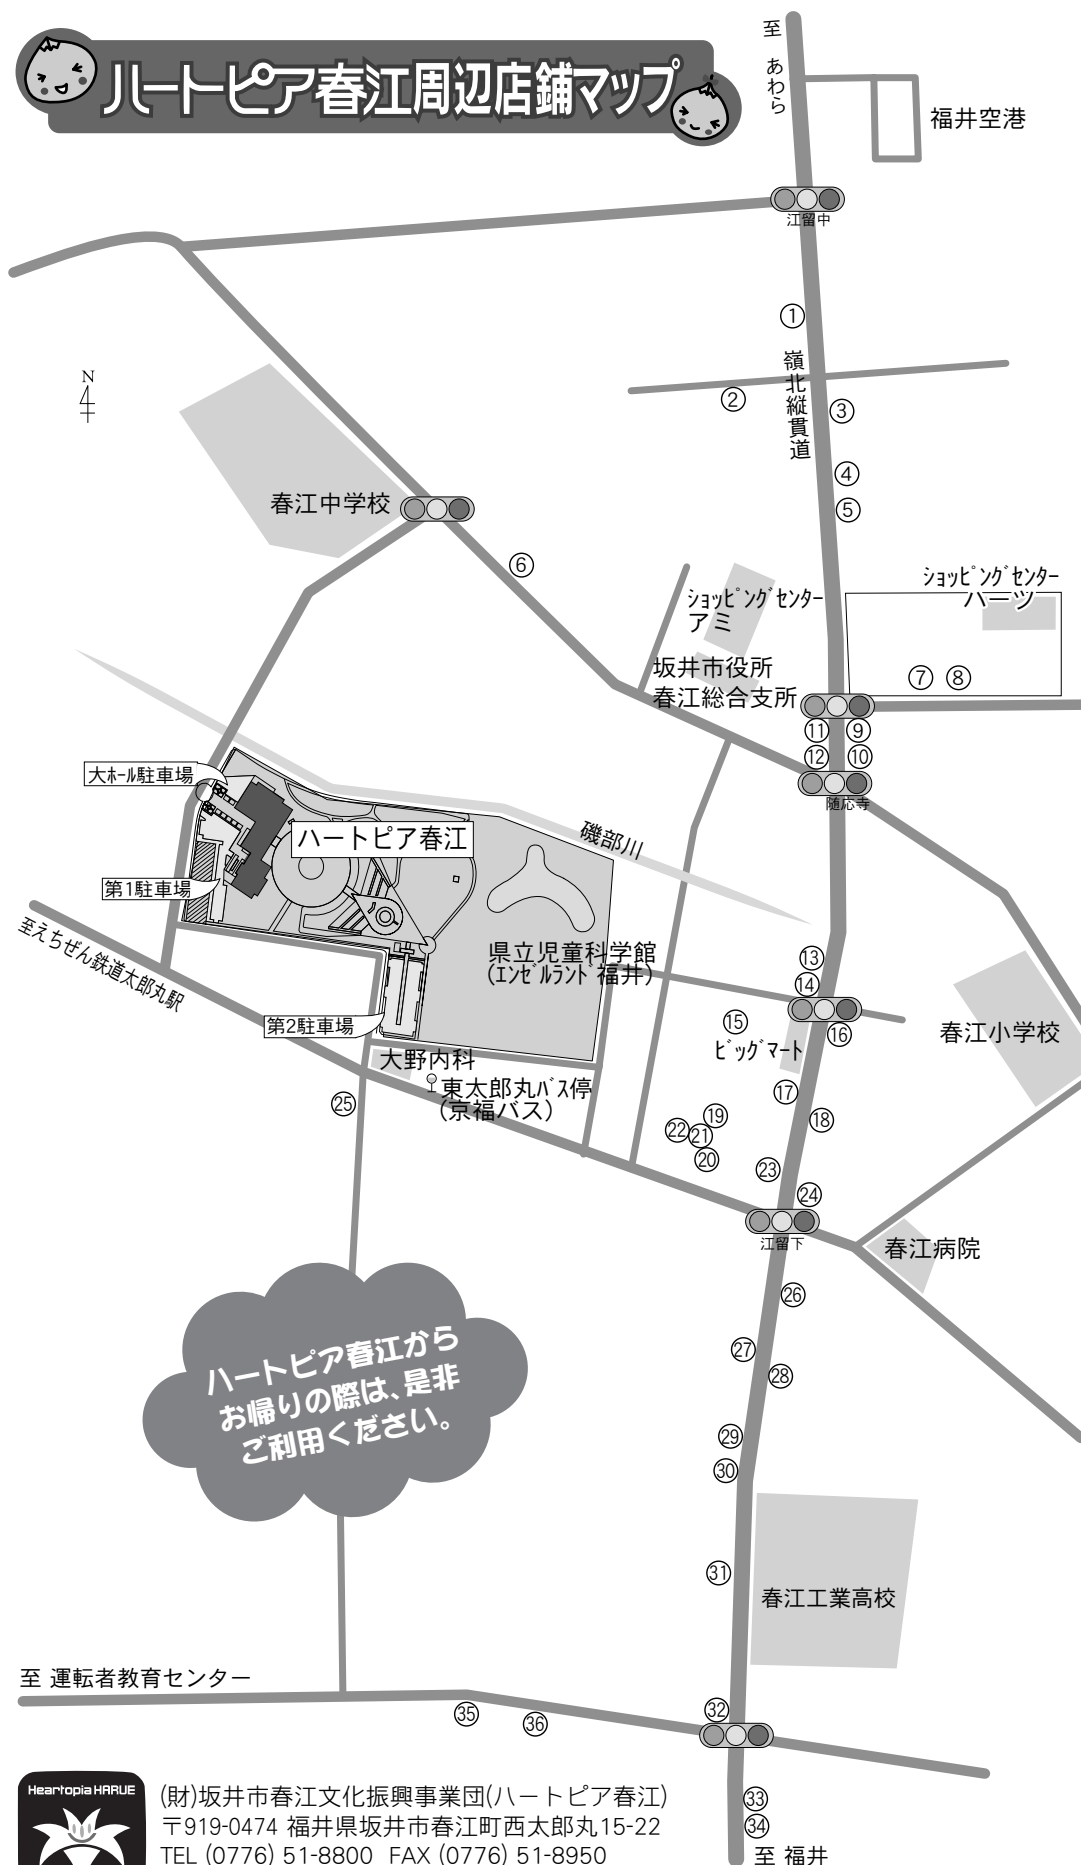 ハートピア春江周辺店舗マップ
至 あわら
福井空港
江留中
①
嶺北縦貫道
②
③
④
⑤
N
春江中学校
⑥
ショッピングセンター
アミ
ショッピングセンター
ハーツ
坂井市役所
春江総合支所
⑦ ⑧
⑪ ⑨
⑫ ⑩
随応寺
大ホール駐車場
ハートピア春江
磯部川
第1駐車場
至えちぜん鉄道太郎丸駅
県立児童科学館
(エンゼルランド福井)
⑬
⑭
⑮
⑯
ビッグマート
春江小学校
第2駐車場
大野内科
東太郎丸バス停
(京福バス)
⑰
⑱
⑲
㉒ ㉑
⑳
㉓
㉔
㉕
江留下
春江病院
㉖
㉗
㉘
ハートピア春江から
お帰りの際は、是非
ご利用ください。
㉙
㉚
㉛
春江工業高校
至 運転者教育センター
㉜
㉟
㊱
㉝
㉞
至 福井
Heartopia HARUE
(財)坂井市春江文化振興事業団(ハートピア春江)
〒919-0474 福井県坂井市春江町西太郎丸15-22
TEL (0776) 51-8800 FAX (0776) 51-8950